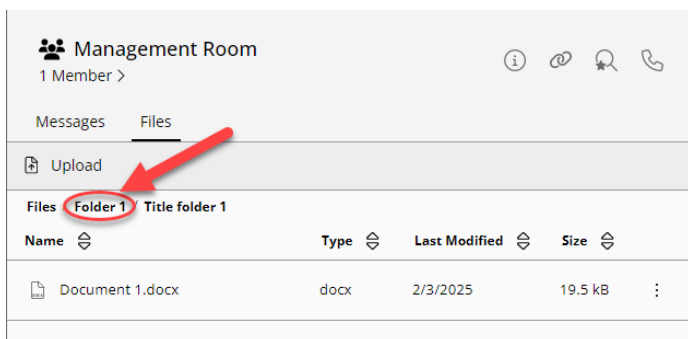 Management Room
1 Member >
Messages Files
Upload
Files / Folder 1 / Title folder 1
Name Type Last Modified Size
Document 1.docx docx 2/3/2025 19.5 kB